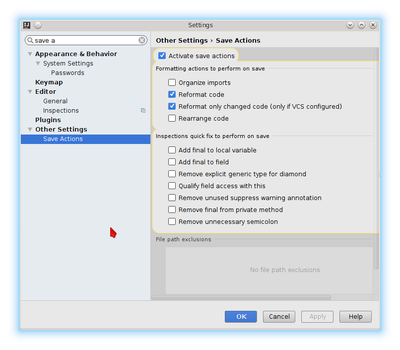 Settings
save a
Appearance & Behavior
System Settings
Passwords
Keymap
Editor
General
Inspections
Plugins
Other Settings
Save Actions
Other Settings › Save Actions
Activate save actions
Formatting actions to perform on save
Organize imports
Reformat code
Reformat only changed code (only if VCS configured)
Rearrange code
Inspections quick fix to perform on save
Add final to local variable
Add final to field
Remove explicit generic type for diamond
Qualify field access with this
Remove unused suppress warning annotation
Remove final from private method
Remove unnecessary semicolon
File path exclusions
No file path exclusions
OK
Cancel
Apply
Help